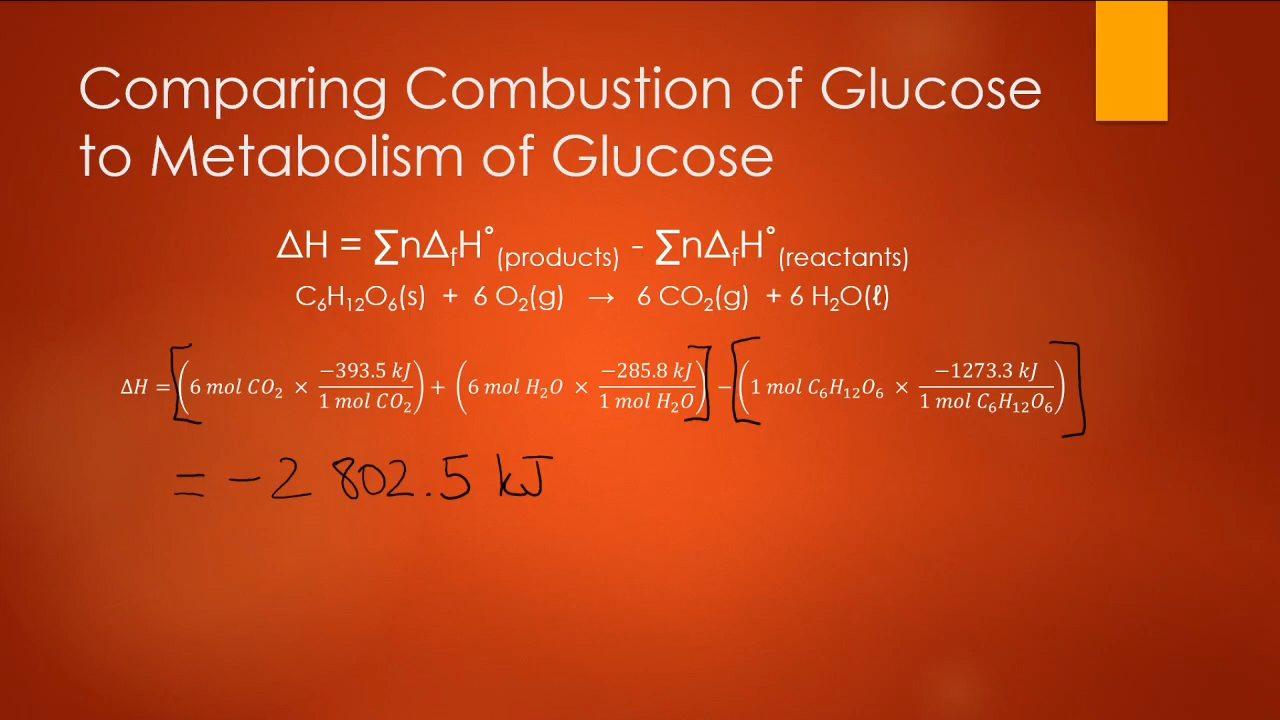 Comparing Combustion of Glucose
to Metabolism of Glucose
ΔH = ∑nΔfH°(products) - ∑nΔfH°(reactants)
C₆H₁₂O₆(s) + 6 O₂(g) → 6 CO₂(g) + 6 H₂O(ℓ)
ΔH = [(6 mol CO₂ × −393.5 kJ / 1 mol CO₂) + (6 mol H₂O × −285.8 kJ / 1 mol H₂O)] − [(1 mol C₆H₁₂O₆ × −1273.3 kJ / 1 mol C₆H₁₂O₆)]
= −2 802.5 kJ